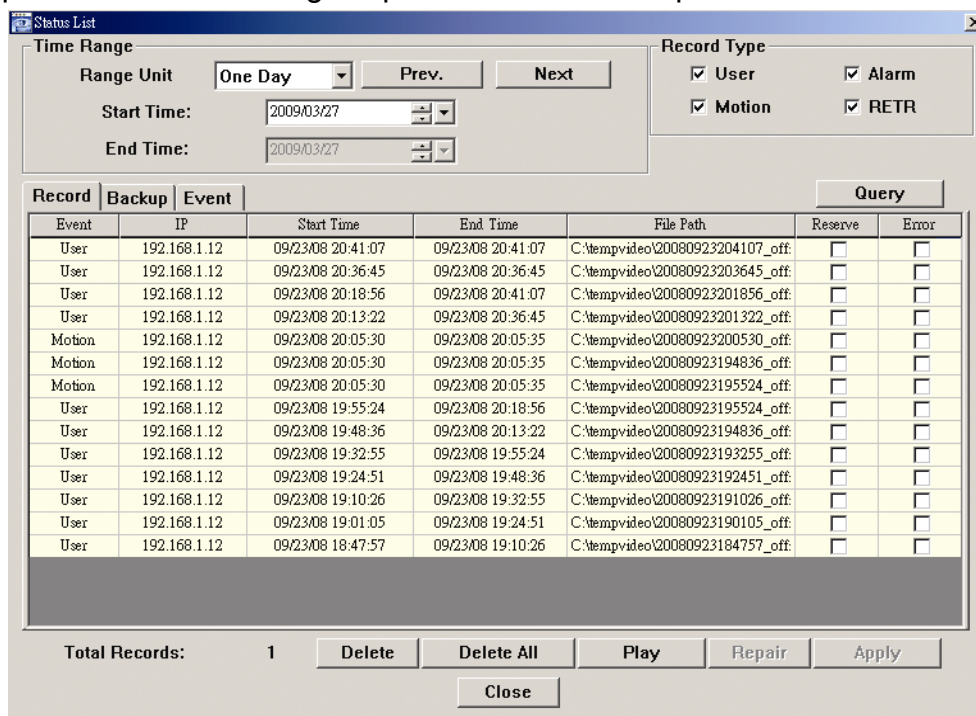 Status List
Time Range
Record Type
Range Unit One Day Prev. Next
User Alarm
Start Time: 2009/03/27
Motion RETR
End Time: 2009/03/27
Record Backup Event Query
Event IP Start Time End Time File Path Reserve Error
User 192.168.1.12 09/23/08 20:41:07 09/23/08 20:41:07 C:\tempvideo\20080923204107_off:
User 192.168.1.12 09/23/08 20:36:45 09/23/08 20:36:45 C:\tempvideo\20080923203645_off:
User 192.168.1.12 09/23/08 20:18:56 09/23/08 20:41:07 C:\tempvideo\20080923201856_off:
User 192.168.1.12 09/23/08 20:13:22 09/23/08 20:36:45 C:\tempvideo\20080923201322_off:
Motion 192.168.1.12 09/23/08 20:05:30 09/23/08 20:05:35 C:\tempvideo\20080923200530_off:
Motion 192.168.1.12 09/23/08 20:05:30 09/23/08 20:05:35 C:\tempvideo\20080923194836_off:
Motion 192.168.1.12 09/23/08 20:05:30 09/23/08 20:05:35 C:\tempvideo\20080923195524_off:
User 192.168.1.12 09/23/08 19:55:24 09/23/08 20:18:56 C:\tempvideo\20080923195524_off:
User 192.168.1.12 09/23/08 19:48:36 09/23/08 20:13:22 C:\tempvideo\20080923194836_off:
User 192.168.1.12 09/23/08 19:32:55 09/23/08 19:55:24 C:\tempvideo\20080923193255_off:
User 192.168.1.12 09/23/08 19:24:51 09/23/08 19:48:36 C:\tempvideo\20080923192451_off:
User 192.168.1.12 09/23/08 19:10:26 09/23/08 19:32:55 C:\tempvideo\20080923191026_off:
User 192.168.1.12 09/23/08 19:01:05 09/23/08 19:24:51 C:\tempvideo\20080923190105_off:
User 192.168.1.12 09/23/08 18:47:57 09/23/08 19:10:26 C:\tempvideo\20080923184757_off:
Total Records: 1 Delete Delete All Play Repair Apply
Close